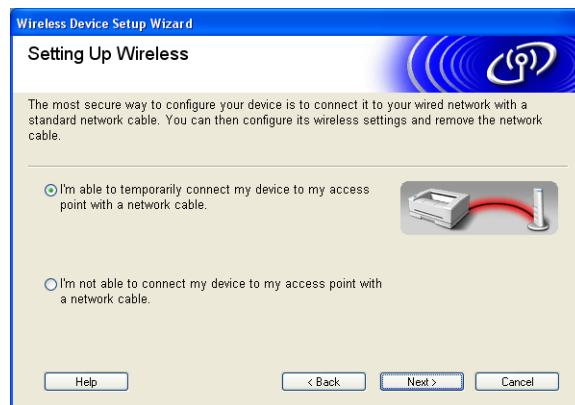 Wireless Device Setup Wizard
Setting Up Wireless
The most secure way to configure your device is to connect it to your wired network with a
standard network cable. You can then configure its wireless settings and remove the network
cable.
I'm able to temporarily connect my device to my access
point with a network cable.
I'm not able to connect my device to my access point with
a network cable.
Help
< Back
Next >
Cancel